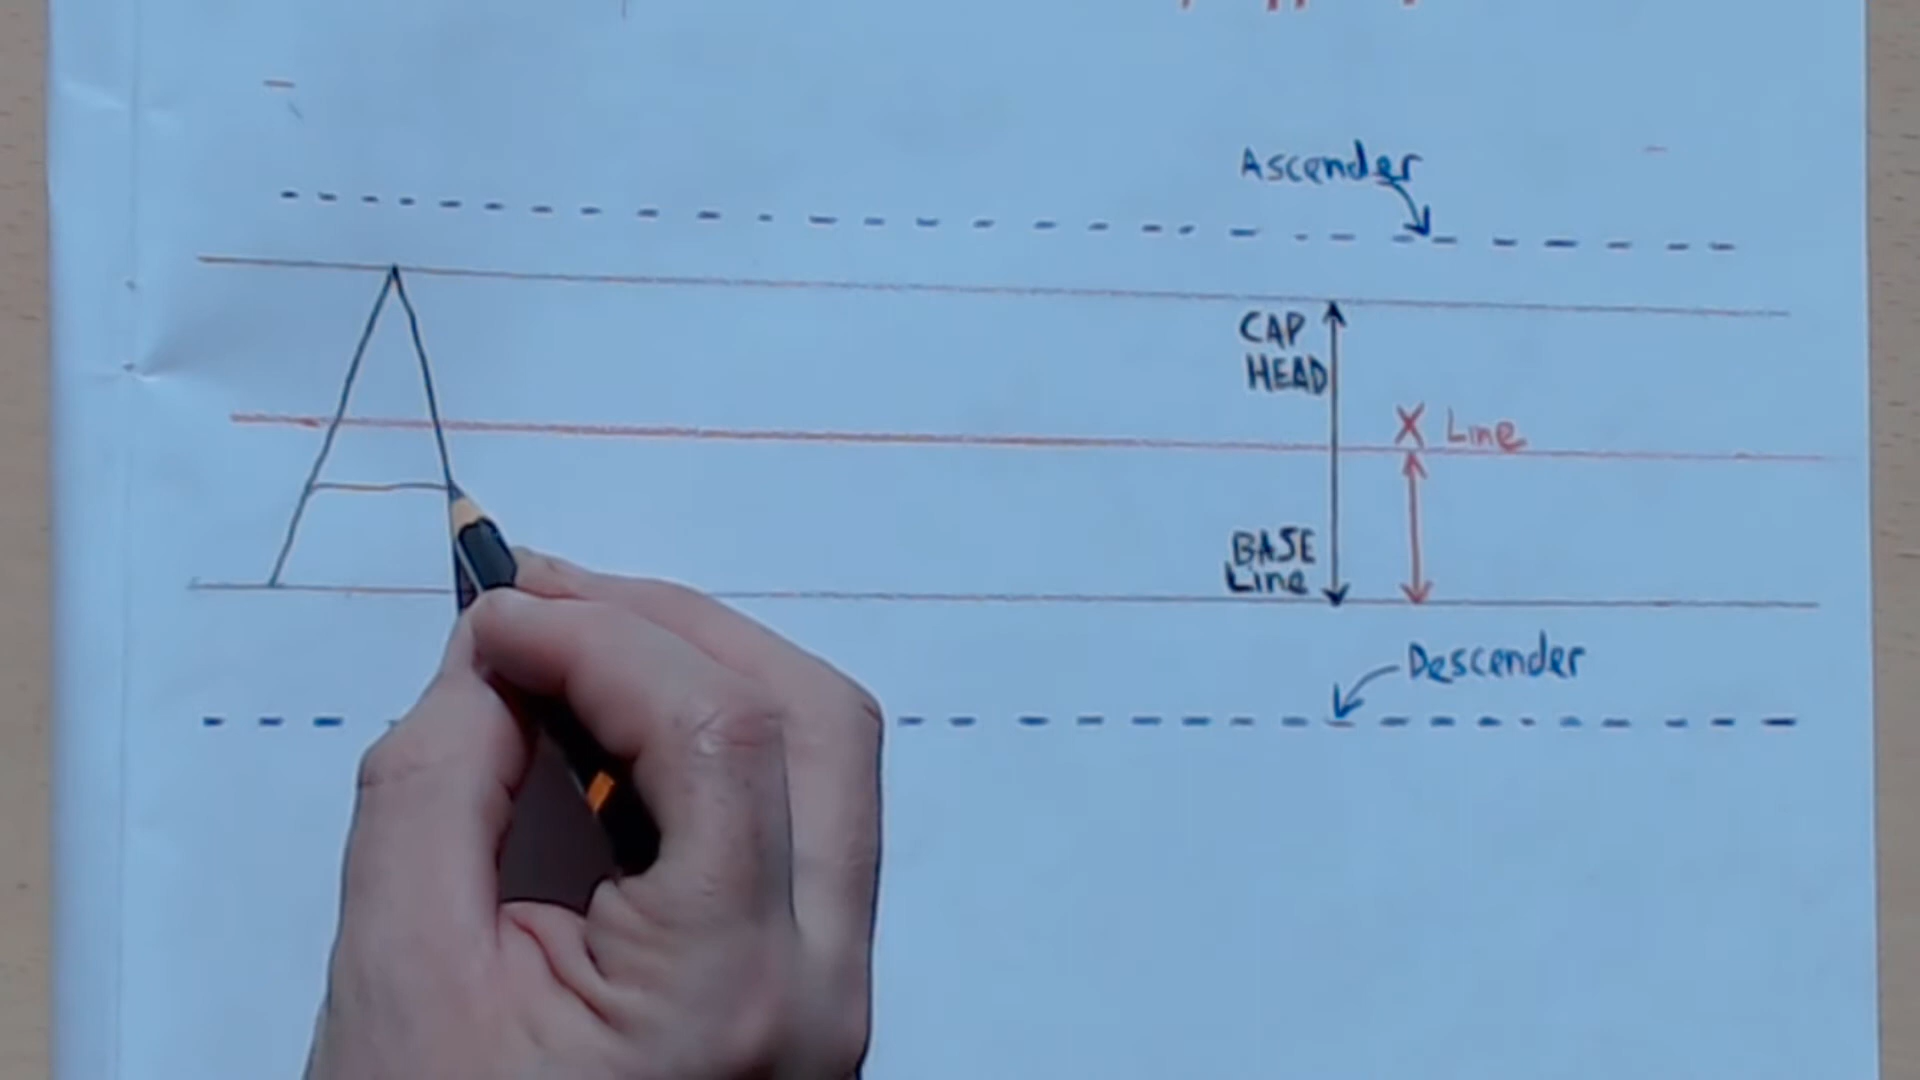 Ascender
CAP
HEAD
X Line
BASE
Line
Descender
A